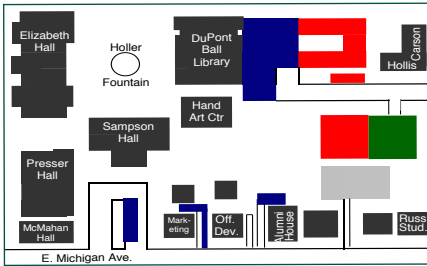 Elizabeth
Hall
Holler
Fountain
DuPont
Ball
Library
Carson
Hollis
Hand
Art Ctr
Sampson
Hall
Presser
Hall
McMahan
Hall
Mark-
eting
Off.
Dev.
Alumni
House
Russ
Stud.
E. Michigan Ave.